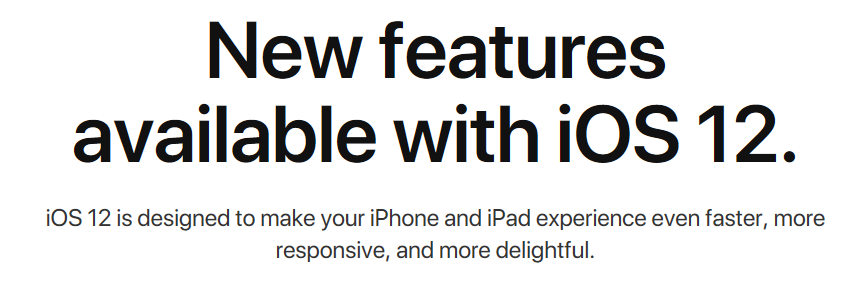 New features
available with iOS 12.
iOS 12 is designed to make your iPhone and iPad experience even faster, more
responsive, and more delightful.